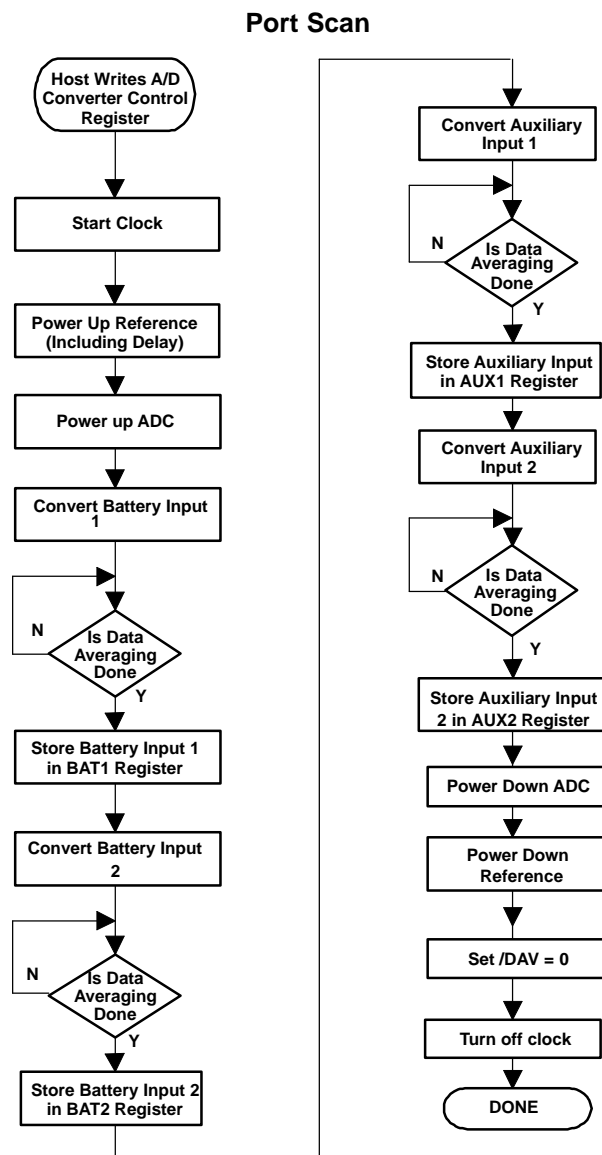 Port Scan
Host Writes A/D
Converter Control
Register
Start Clock
Power Up Reference
(Including Delay)
Power up ADC
Convert Battery Input
1
N
Is Data
Averaging
Done
Y
Store Battery Input 1
in BAT1 Register
Convert Battery Input
2
N
Is Data
Averaging
Done
Y
Store Battery Input 2
in BAT2 Register
Convert Auxiliary
Input 1
N
Is Data
Averaging
Done
Y
Store Auxiliary Input
in AUX1 Register
Convert Auxiliary
Input 2
N
Is Data
Averaging
Done
Y
Store Auxiliary Input
2 in AUX2 Register
Power Down ADC
Power Down
Reference
Set /DAV = 0
Turn off clock
DONE